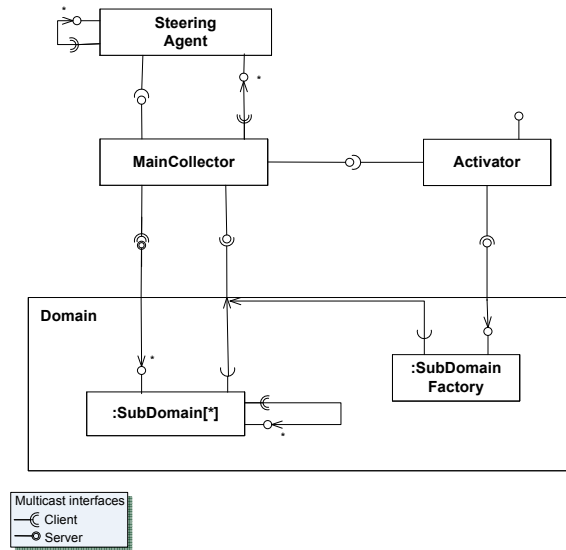 *
Steering
Agent
*
MainCollector
Activator
Domain
*
:SubDomain[*]
*
:SubDomain
Factory
Multicast interfaces
Client
Server